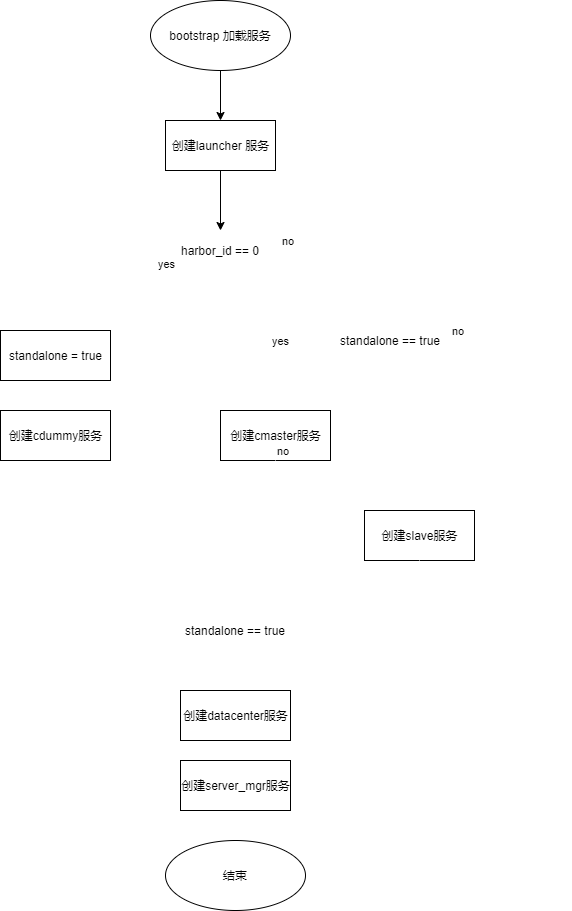 bootstrap 加载服务
创建launcher 服务
harbor_id == 0
no
yes
standalone = true
yes
standalone == true
no
创建cdummy服务
创建cmaster服务
no
创建slave服务
standalone == true
创建datacenter服务
创建server_mgr服务
结束